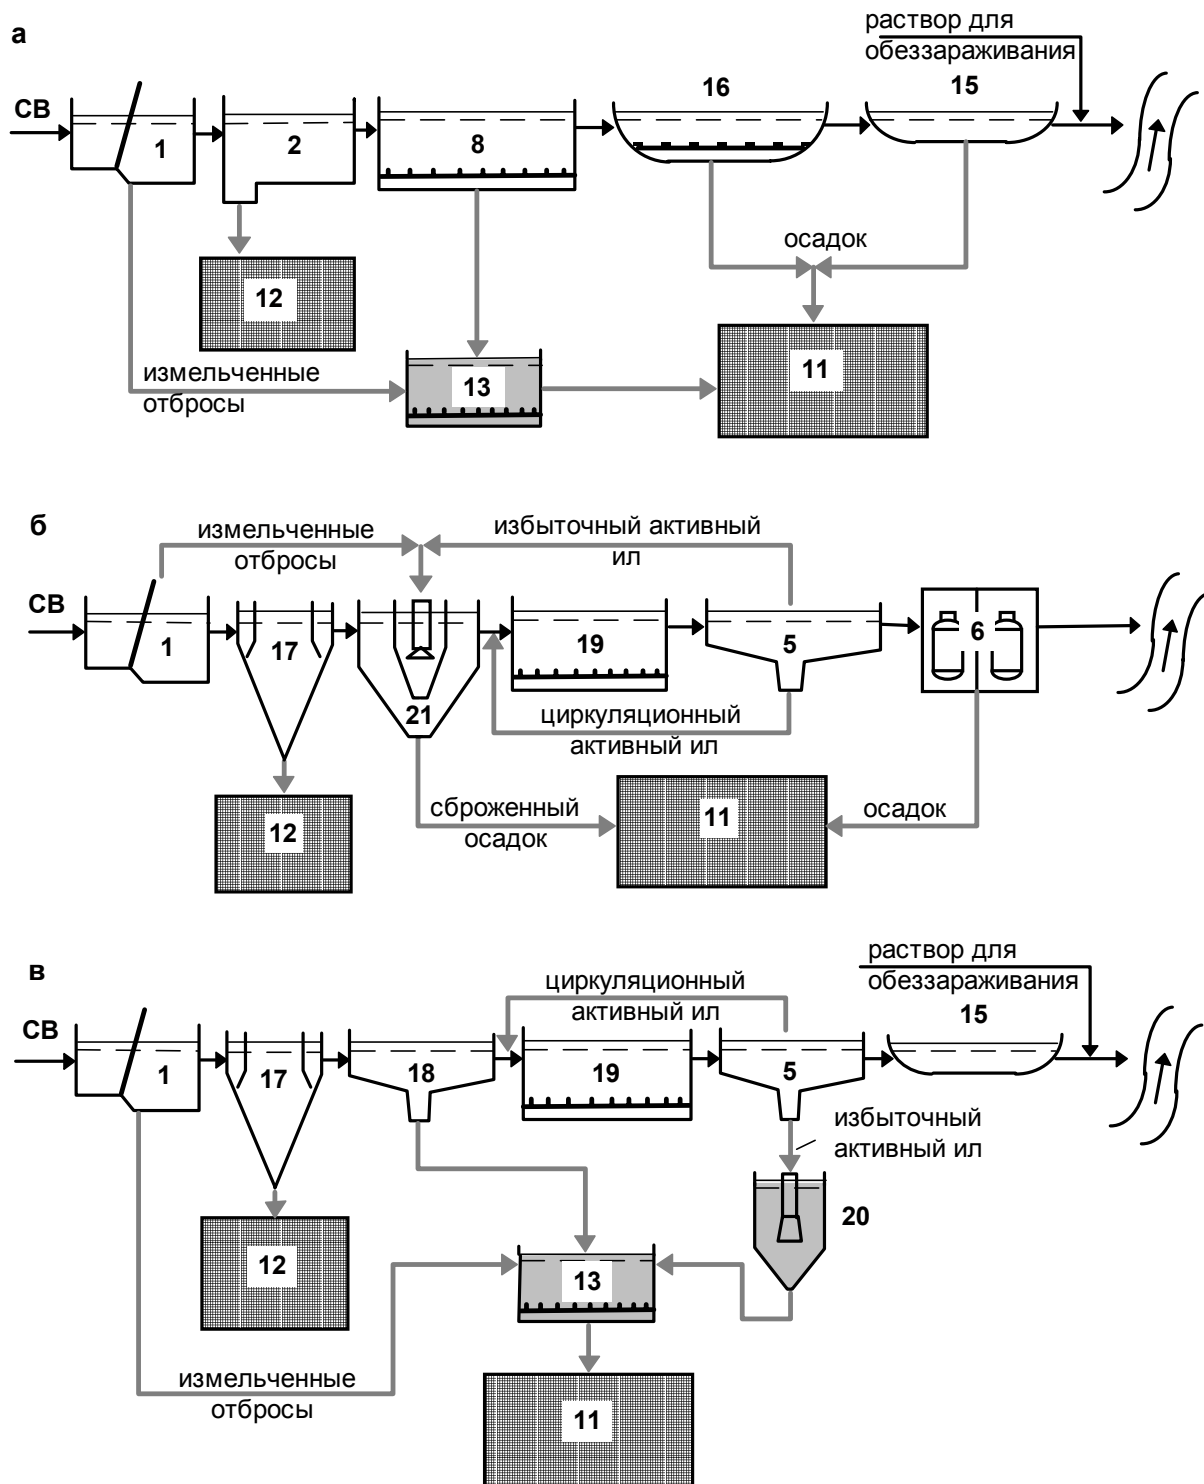 а
раствор для
обеззараживания
СВ
16
15
1
2
8
осадок
12
измельченные
отбросы
13
11
б
измельченные
отбросы
избыточный активный
ил
СВ
1
17
19
5
6
21
циркуляционный
активный ил
12
сброженный
осадок
11
осадок
в
циркуляционный
активный ил
раствор для
обеззараживания
СВ
15
1
17
18
19
5
избыточный
активный ил
20
12
13
измельченные
отбросы
11